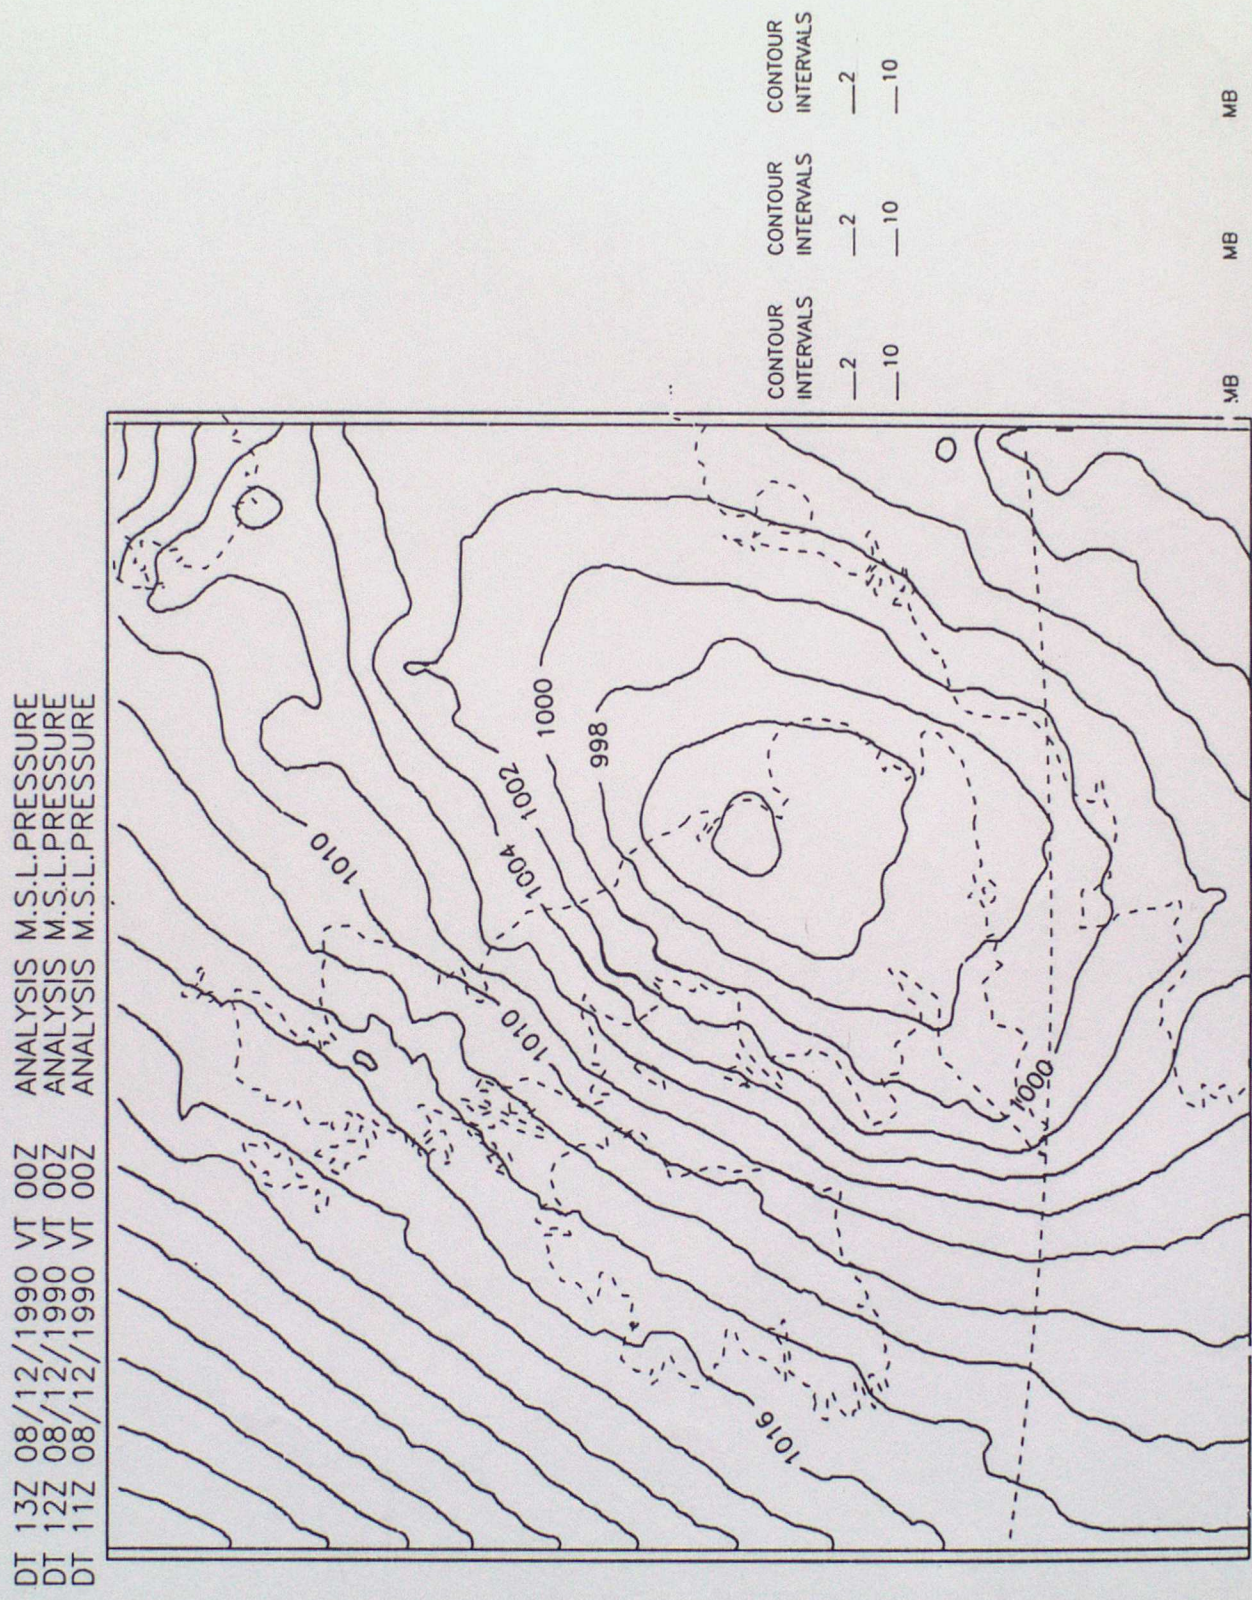 DT 13Z 08/12/1990 VT 00Z ANALYSIS M.S.L.PRESSURE
DT 12Z 08/12/1990 VT 00Z ANALYSIS M.S.L.PRESSURE
DT 11Z 08/12/1990 VT 00Z ANALYSIS M.S.L.PRESSURE
1010
1004
1002
1000
998
1010
1000
1016
CONTOUR
INTERVALS
2
10
MB
CONTOUR
INTERVALS
2
10
MB
CONTOUR
INTERVALS
2
10
MB